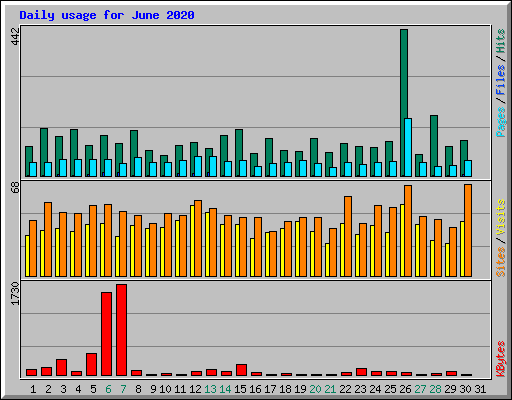 Daily usage for June 2020
442
Pages / Files / Hits
68
Sites / Visits
1730
KBytes
1 2 3 4 5 6 7 8 9 10 11 12 13 14 15 16 17 18 19 20 21 22 23 24 25 26 27 28 29 30 31